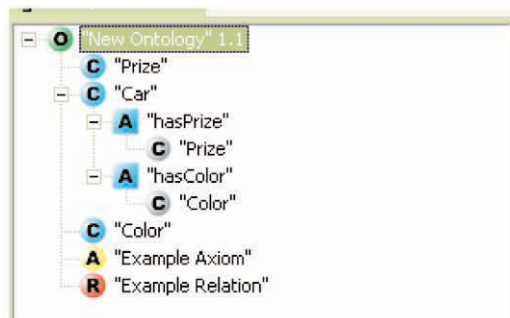 O "New Ontology" 1.1
C "Prize"
C "Car"
A "hasPrize"
C "Prize"
A "hasColor"
C "Color"
C "Color"
A "Example Axiom"
R "Example Relation"